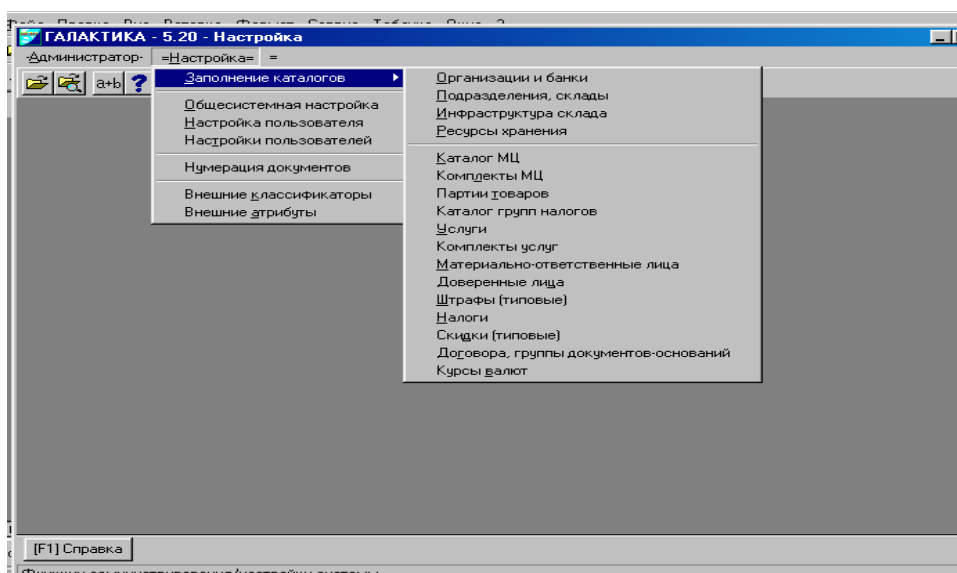 ГАЛАКТИКА - 5.20 - Настройка
-Администратор- =Настройка= =
a+b ?
Заполнение каталогов
Общесистемная настройка
Настройка пользователя
Настройки пользователей
Нумерация документов
Внешние классификаторы
Внешние атрибуты
Организации и банки
Подразделения, склады
Инфраструктура склада
Ресурсы хранения
Каталог МЦ
Комплекты МЦ
Партии товаров
Каталог групп налогов
Услуги
Комплекты услуг
Материально-ответственные лица
Доверенные лица
Штрафы (типовые)
Налоги
Скидки (типовые)
Договора, группы документов-оснований
Курсы валют
[F1] Справка